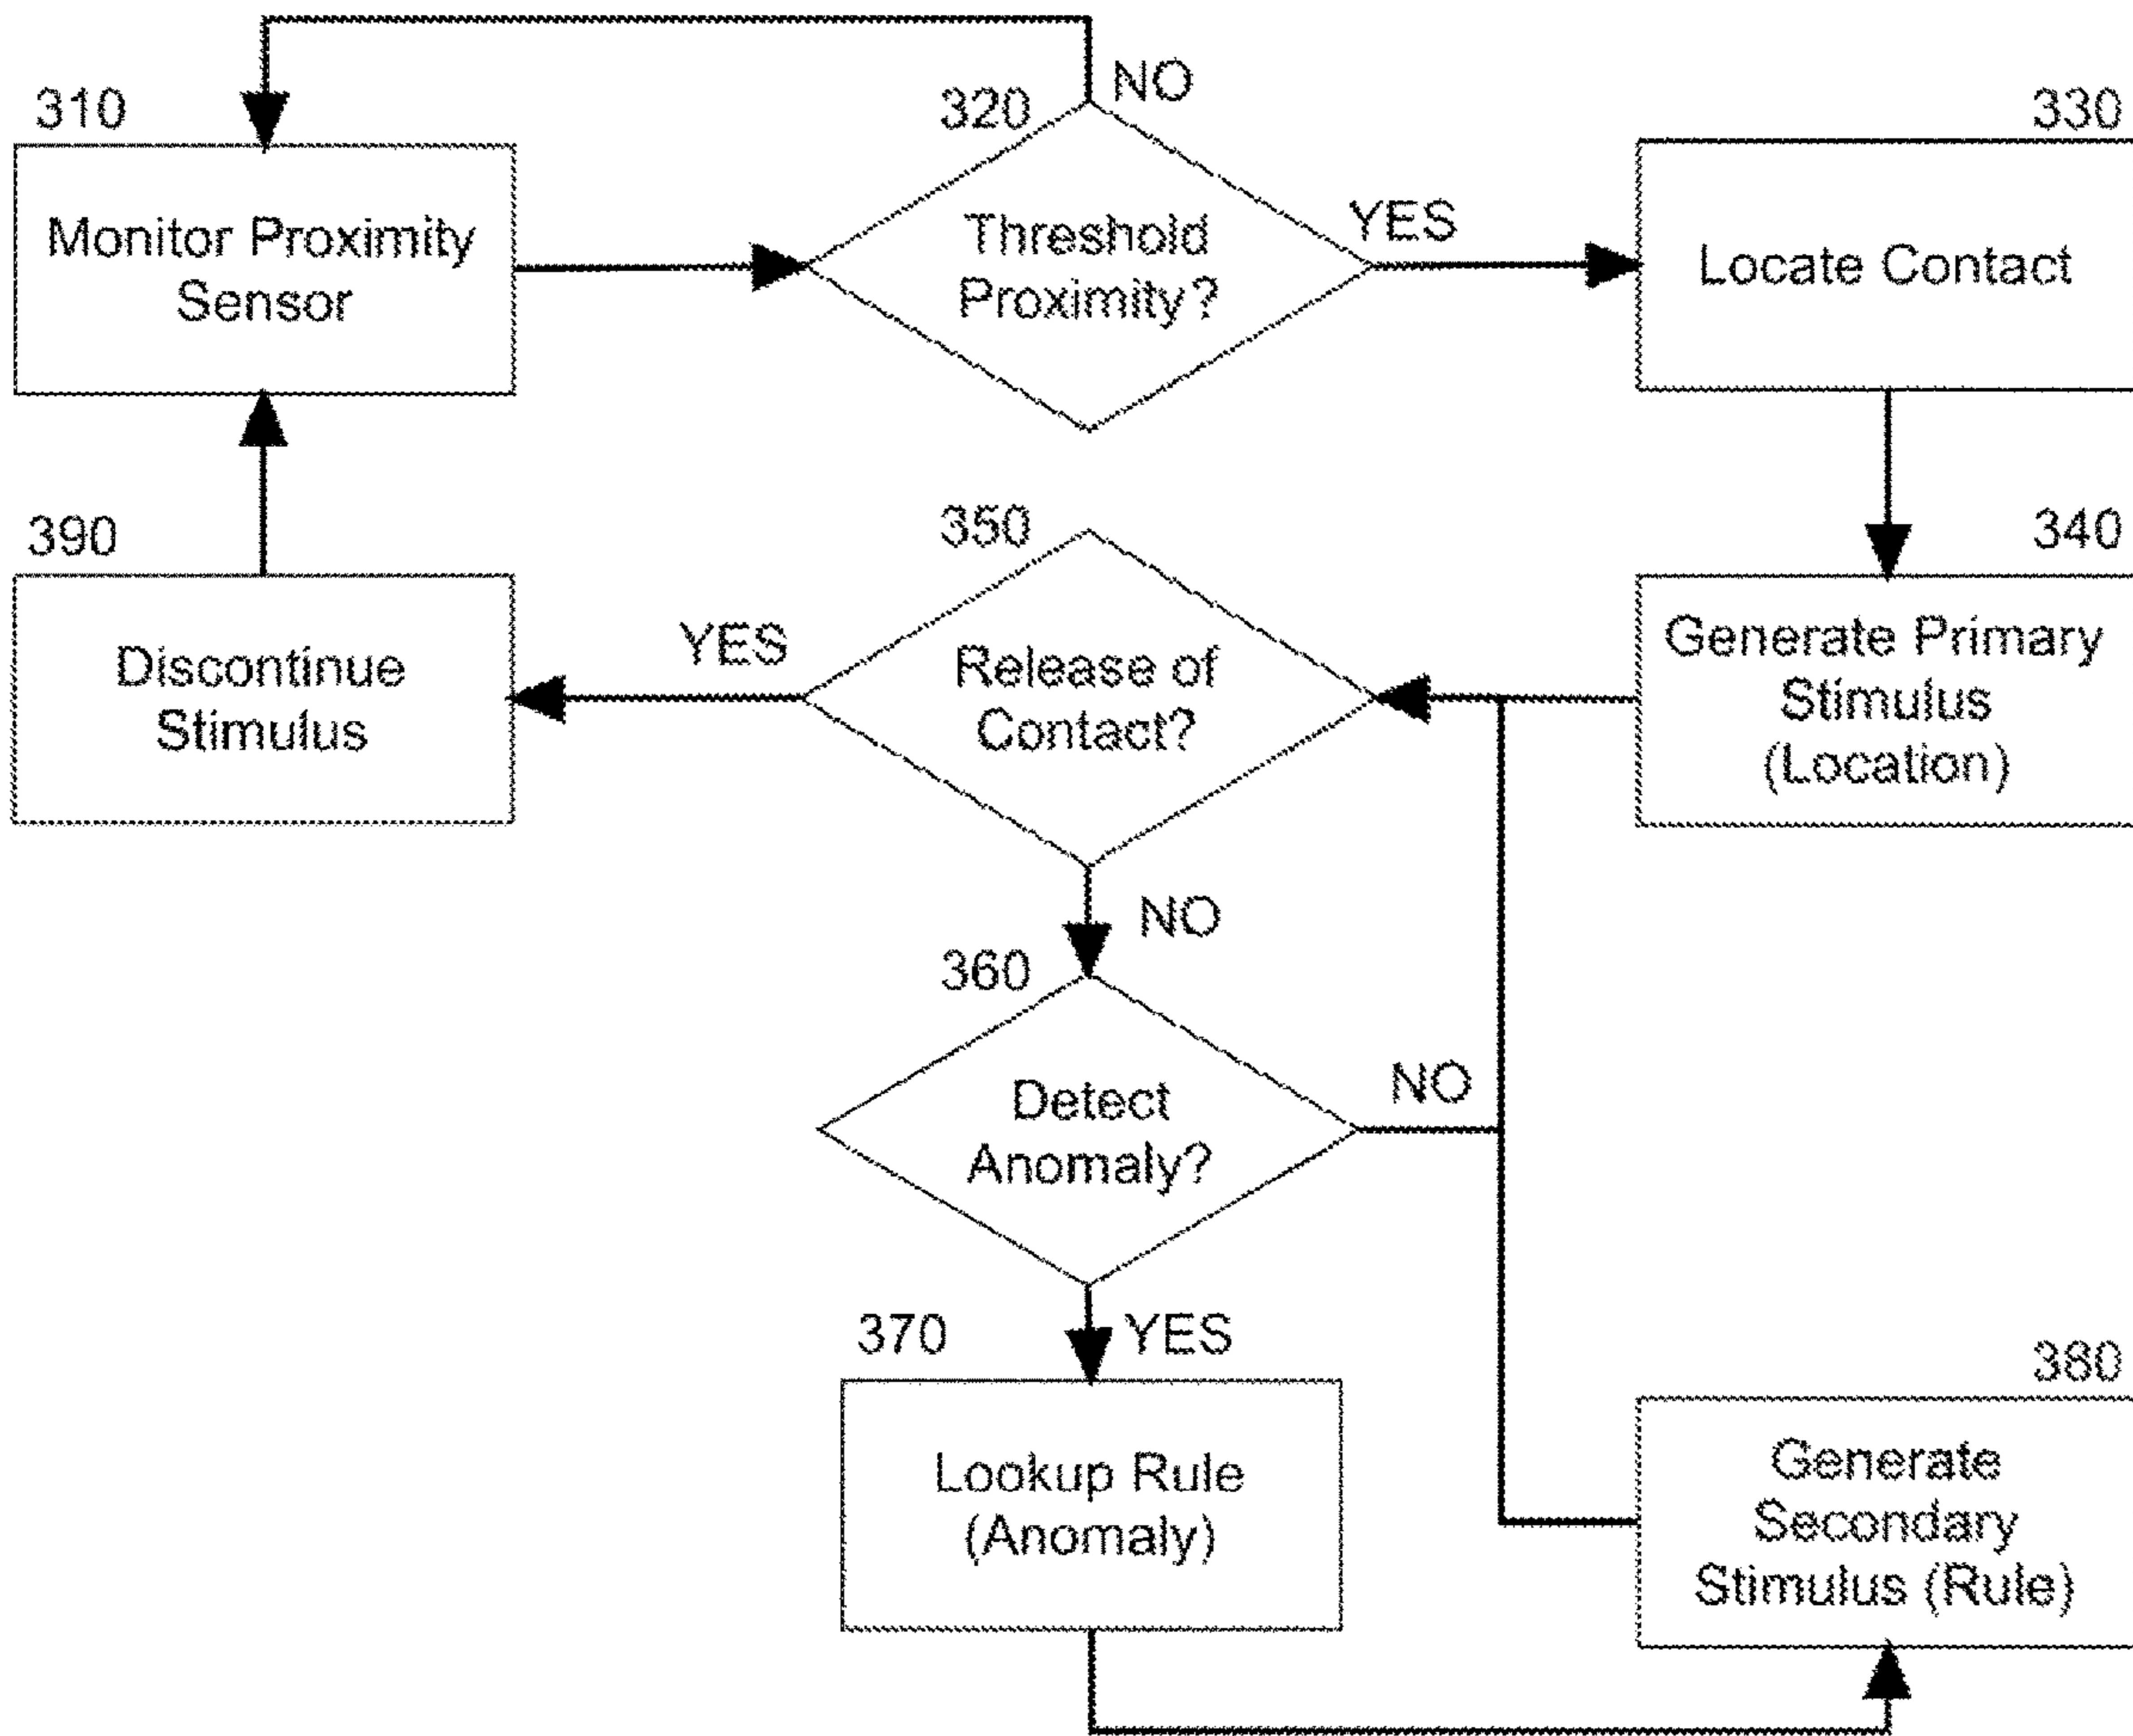 NO
310
320
330
Monitor Proximity
Sensor
Threshold
Proximity?
YES
Locate Contact
390
350
340
Discontinue
Stimulus
YES
Release of
Contact?
Generate Primary
Stimulus
(Location)
NO
360
Detect
Anomaly?
NO
370
YES
380
Lookup Rule
(Anomaly)
Generate
Secondary
Stimulus (Rule)